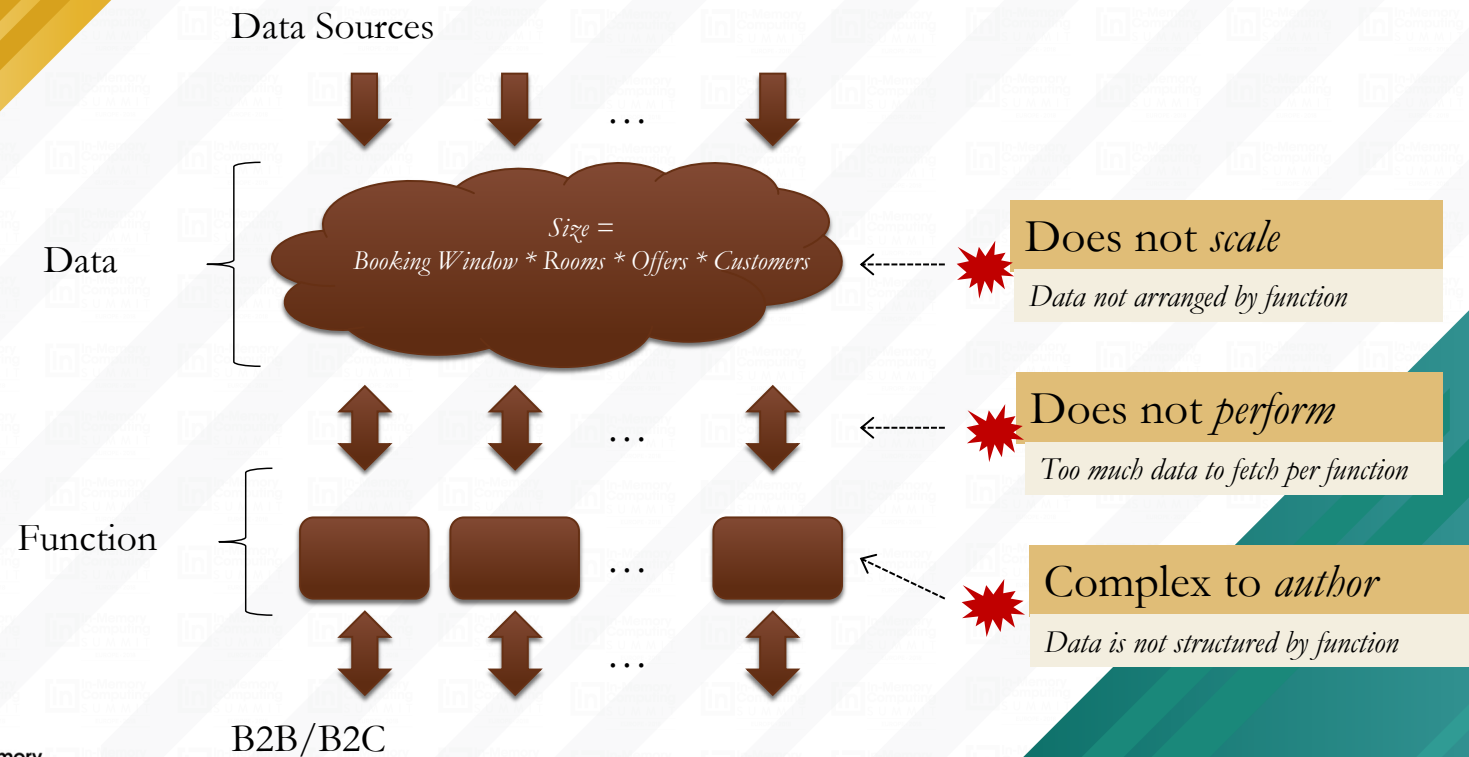 Data Sources
...
Size =
Booking Window * Rooms * Offers * Customers
Data
Does not scale
Data not arranged by function
...
Does not perform
Too much data to fetch per function
Function
...
Complex to author
Data is not structured by function
...
B2B/B2C